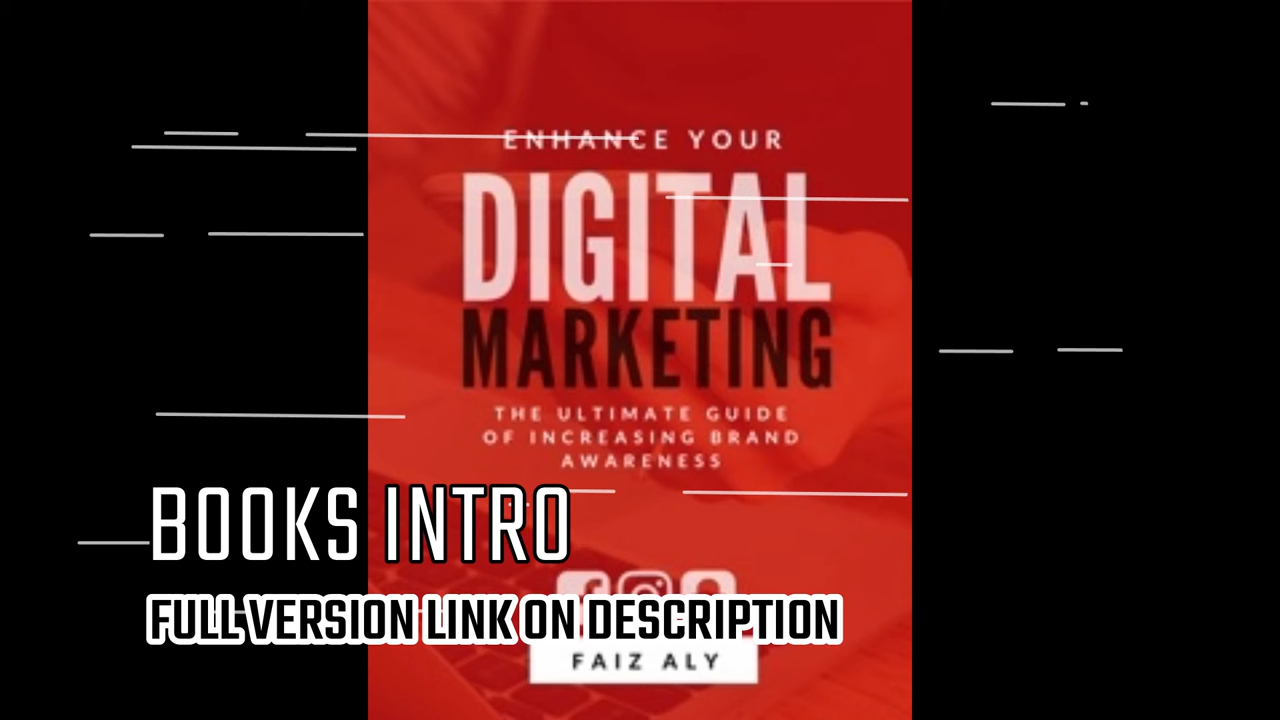 ENHANCE YOUR
DIGITAL
MARKETING
THE ULTIMATE GUIDE
OF INCREASING BRAND
AWARENESS
BOOKS INTRO
FULL VERSION LINK ON DESCRIPTION
FAIZ ALY